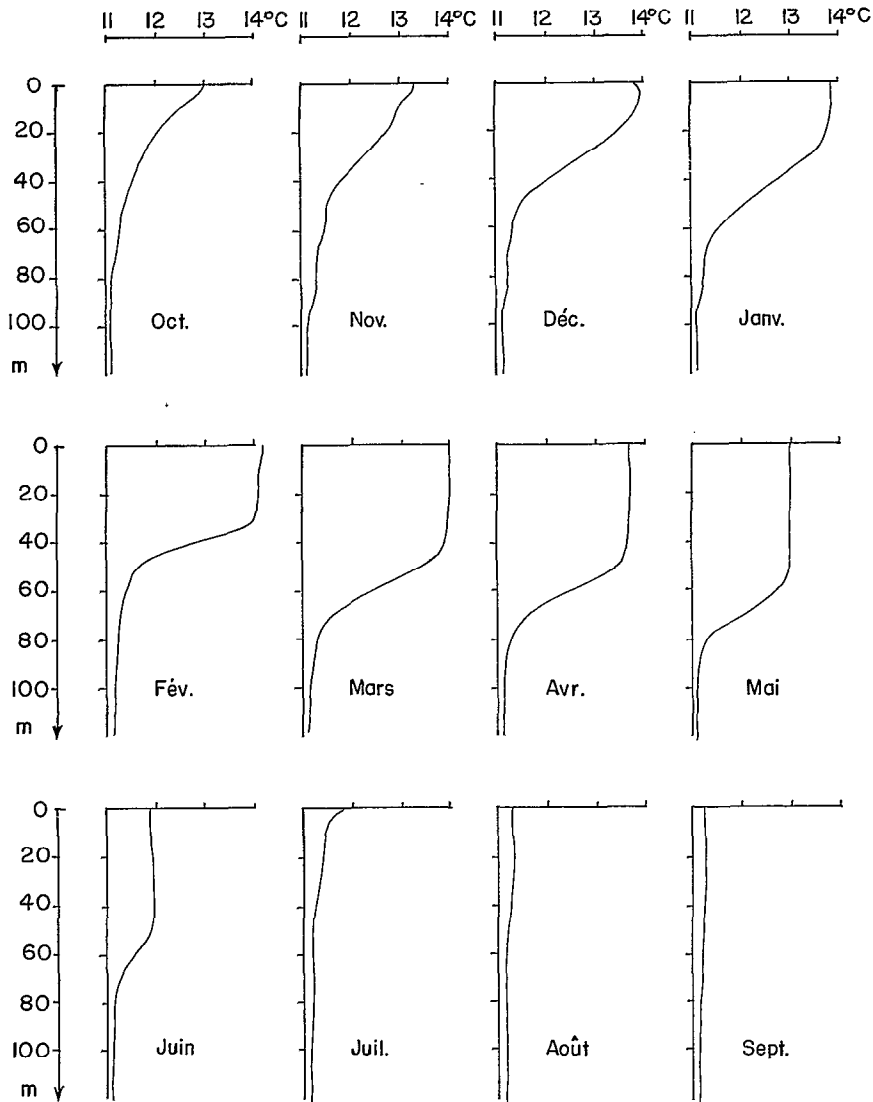 11 12 13 14°C 11 12 13 14°C 11 12 13 14°C 11 12 13 14°C
0
20
40
60
80
100
m
Oct. Nov. Déc. Janv.
0
20
40
60
80
100
m
Fév. Mars Avr. Mai
0
20
40
60
80
100
m
Juin Juil. Août Sept.